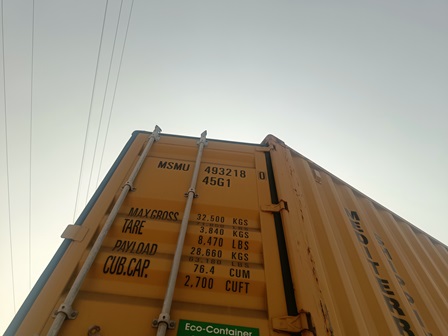 MSMU 493218 0
45G1
MAX.GROSS 32,500 KGS
TARE 3,840 KGS
8,470 LBS
PAYLOAD 28,660 KGS
CUB.CAP. 76.4 CUM
2,700 CUFT
Eco-Container